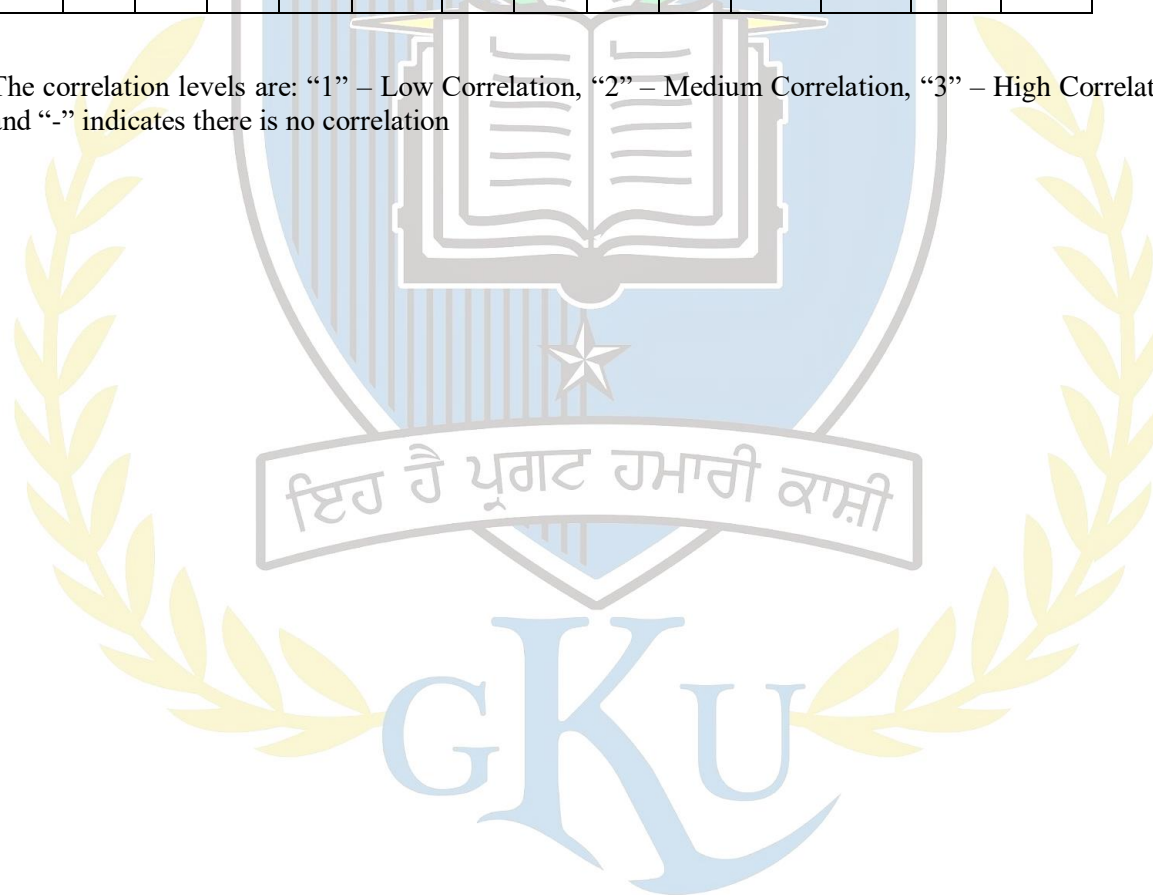 The correlation levels are: “1” – Low Correlation, “2” – Medium Correlation, “3” – High
and “-” indicates there is no correlation
ਇਹ ਹੈ ਪ੍ਰਗਟ ਹਮਾਰੀ ਕਾਸ਼ੀ
GKU